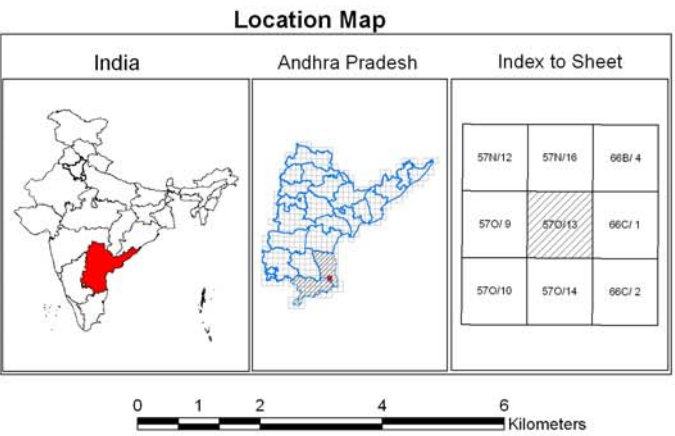 Location Map
India
Andhra Pradesh
Index to Sheet
57N/12 57N/16 66B/ 4
57O/ 9 57O/13 66C/ 1
57O/10 57O/14 66C/ 2
0 1 2 4 6
Kilometers